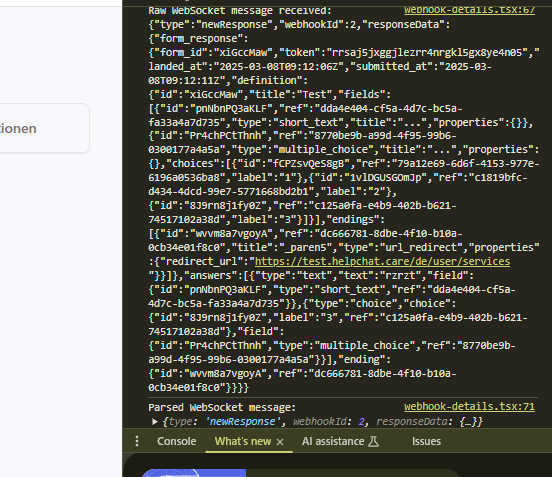 Raw WebSocket message received: webhook-details.tsx:67
{"type":"newResponse","webhookId":2,"responseData":
{"form_response":
{"form_id":"xiGccMaw","token":"rrsaj5jxggjlezrr4nrgkl5gx8ye4n05","
landed_at":"2025-03-08T09:12:06Z","submitted_at":"2025-03-
08T09:12:11Z","definition":
{"id":"xiGccMaw","title":"Test","fields":
[{"id":"pnNbnPQ3aKLF","ref":"dda4e404-cf5a-4d7c-bc5a-
fa33a4a7d735","type":"short_text","title":"...","properties":{}},
{"id":"Pr4chPCtThnh","ref":"8770be9b-a99d-4f95-99b6-
0300177a4a5a","type":"multiple_choice","title":"...","properties":
{},"choices":[{"id":"fCPZsvQeS8gB","ref":"79a12e69-6d6f-4153-977e-
6196a0536ba8","label":"1"},{"id":"1vlDGUSGOmJp","ref":"c1819bfc-
d434-4dcd-99e7-5771668bd2b1","label":"2"},
{"id":"8J9rn8j1fy0Z","ref":"c125a0fa-e4b9-402b-b621-
74517102a38d","label":"3"}]}],"endings":
[{"id":"wvvm8a7vgoyA","ref":"dc666781-8dbe-4f10-b10a-
0cb34e01f8c0","title":"_paren5","type":"url_redirect","properties"
:{"redirect_url":"https://test.helpchat.care/de/user/services
"}}]},"answers":[{"type":"text","text":"rzrzt","field":
{"id":"pnNbnPQ3aKLF","type":"short_text","ref":"dda4e404-cf5a-
4d7c-bc5a-fa33a4a7d735"}},{"type":"choice","choice":
{"id":"8J9rn8j1fy0Z","label":"3","ref":"c125a0fa-e4b9-402b-b621-
74517102a38d"},"field":
{"id":"Pr4chPCtThnh","type":"multiple_choice","ref":"8770be9b-
a99d-4f95-99b6-0300177a4a5a"}}],"ending":
{"id":"wvvm8a7vgoyA","ref":"dc666781-8dbe-4f10-b10a-
0cb34e01f8c0"}}}}
tionen
Parsed WebSocket message: webhook-details.tsx:71
{type: 'newResponse', webhookId: 2, responseData: {…}}
Console What's new AI assistance Issues